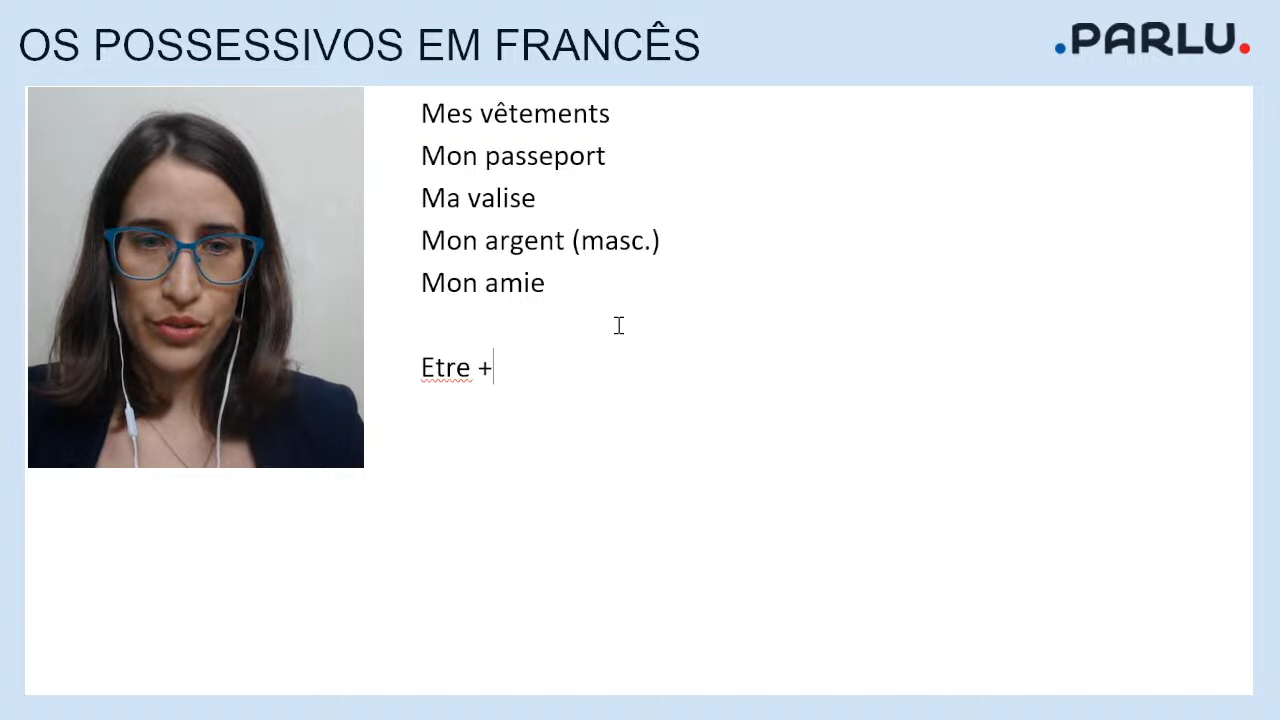 OS POSSESSIVOS EM FRANCÊS
.PARLU.
Mes vêtements
Mon passeport
Ma valise
Mon argent (masc.)
Mon amie
Etre +